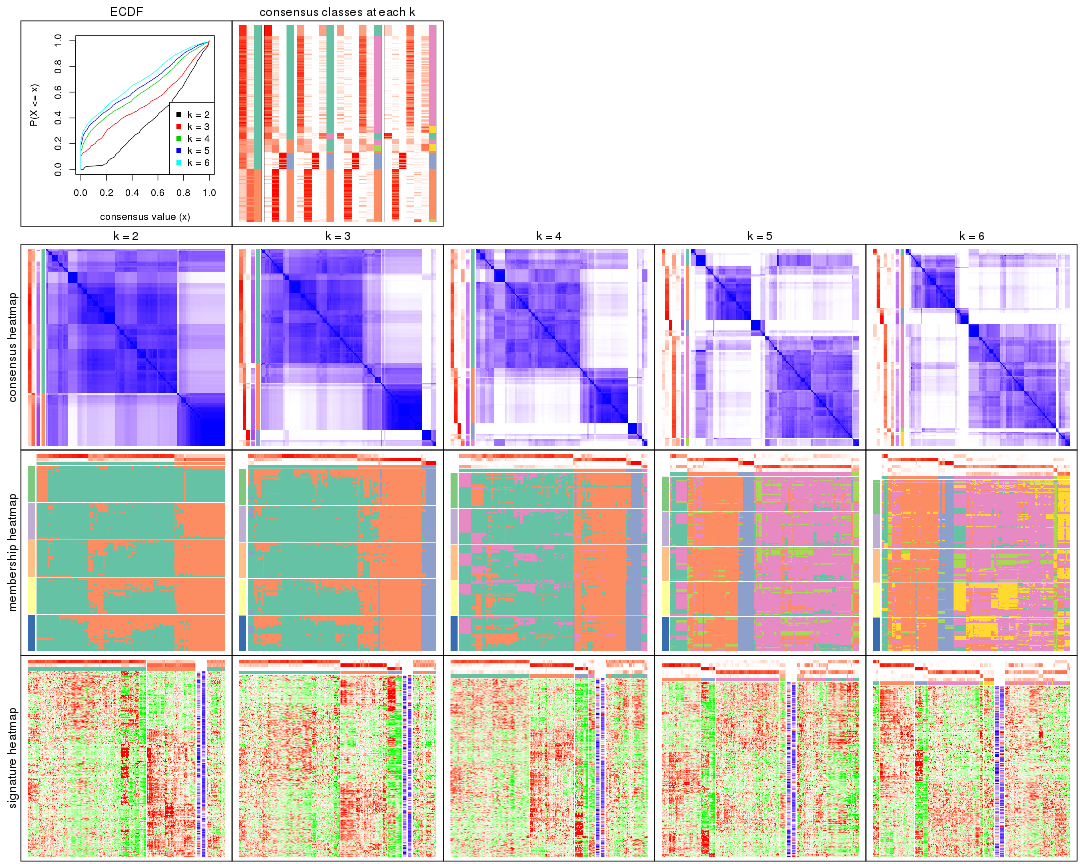 ECDF
consensus classes at each k
P(X <= x)
1.0
0.8
0.6
0.4
0.2
0.0
k = 2
k = 3
k = 4
k = 5
k = 6
0.0 0.2 0.4 0.6 0.8 1.0
consensus value (x)
k = 2 k = 3 k = 4 k = 5 k = 6
consensus heatmap
membership heatmap
signature heatmap